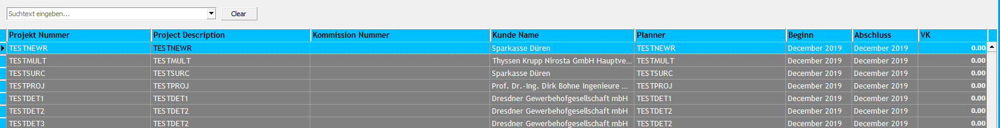 Suchtext eingeben... Clear
Projekt Nummer Project Description Kommission Nummer Kunde Name Planner Beginn Abschluss VK
TESTNEWR TESTNEWR Sparkasse Düren TESTNEWR December 2019 December 2019 0.00
TESTMULT TESTMULT Thyssen Krupp Nirosta GmbH Hauptve... TESTMULT December 2019 December 2019 0.00
TESTSURC TESTSURC Sparkasse Düren TESTSURC December 2019 December 2019 0.00
TESTPROJ TESTPROJ Prof. Dr.-Ing. Dirk Bohne Ingenieure ... TESTPROJ December 2019 December 2019 0.00
TESTDET1 TESTDET1 Dresdner Gewerbehofgesellschaft mbH TESTDET1 December 2019 December 2019 0.00
TESTDET2 TESTDET2 Dresdner Gewerbehofgesellschaft mbH TESTDET2 December 2019 December 2019 0.00
TESTDET3 TESTDET2 Dresdner Gewerbehofgesellschaft mbH TESTDET2 December 2019 December 2019 0.00